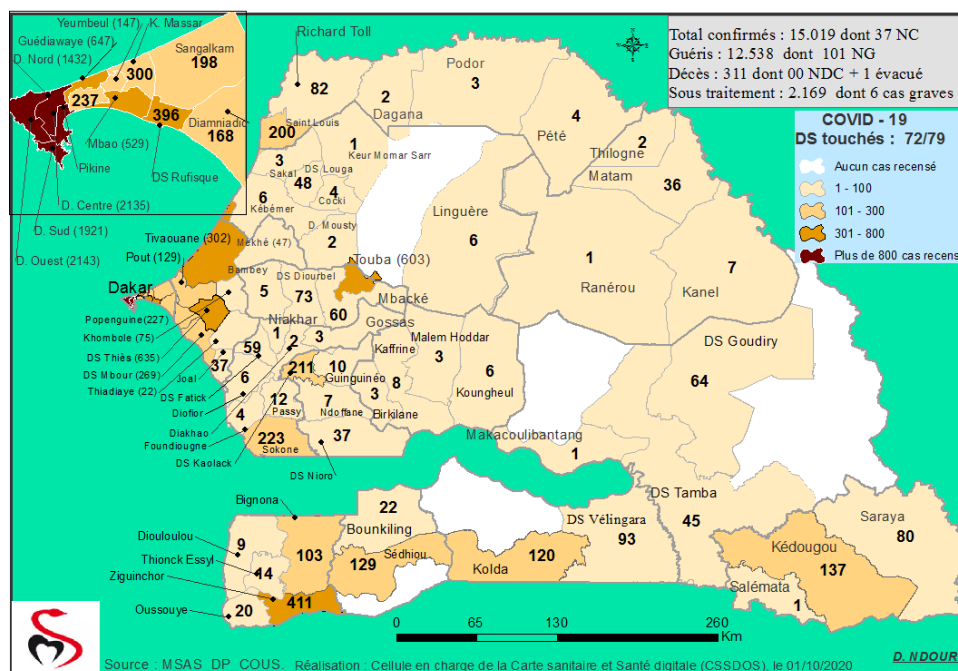 Yeumbeul (147)
K. Massar
Guédiawaye (647)
D. Nord (1432)
Sangalkam
198
300
237
396
Diamniadio
168
Mbao (529)
Pikine
DS Rufisque
D. Centre (2135)
D. Sud (1921)
D. Ouest (2143)
Total confirmés : 15.019 dont 37 NC
Guéris : 12.538 dont 101 NG
Décès : 311 dont 00 NDC + 1 évacué
Sous traitement : 2.169 dont 6 cas graves
COVID - 19
DS touchés : 72/79
Aucun cas recensé
1 - 100
101 - 300
301 - 800
Plus de 800 cas recens
Richard Toll
82
Podor
3
2
Dagana
200
Saint Louis
4
Pété
1
Keur Momar Sarr
2
Thilogne
Matam
36
3
Sakal
DS Louga
48
4
Cocki
6
Kébémer
Linguère
6
D. Mousty
2
Mékhé (47)
Tivaouane (302)
Pout (129)
Touba (603)
1
Ranérou
7
Kanel
Dakar
Bambey
5
DS Diourbel
73
60
Mbacké
Popenguine(227)
Khombole (75)
DS Thiès (635)
DS Mbour (269)
Thiadiaye (22)
Joal
37
Niakhar
1
2
3
Gossas
59
DS Fatick
6
Diofior
4
Diakhao
Foundiougne
211
DS Kaolack
10
Guinguinéo
12
Passy
7
Ndoffane
223
Sokone
37
DS Nioro
Kaffrine
8
3
Birkilane
Malem Hoddar
3
6
Koungheul
DS Goudiry
64
Makacoulibantang
1
DS Tamba
45
Bignona
9
Diouloulou
14
Thionck Essyl
103
Ziguinchor
411
Oussouye
20
22
Bounkiling
129
Sédhiou
120
Kolda
DS Vélingara
93
Kédougou
137
Saraya
80
Salémata
1
0 65 130 260
Km
Source : MSAS_DP_COUS. Réalisation : Cellule en charge de la Carte sanitaire et Santé digitale (CSSDOS), le 01/10/2020
D. NDOUR